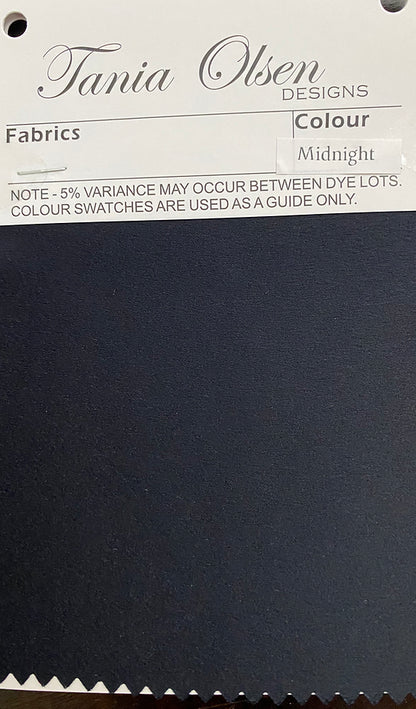 Tania Olsen
DESIGNS
Fabrics
Colour
Midnight
NOTE - 5% VARIANCE MAY OCCUR BETWEEN DYE LOTS.
COLOUR SWATCHES ARE USED AS A GUIDE ONLY.